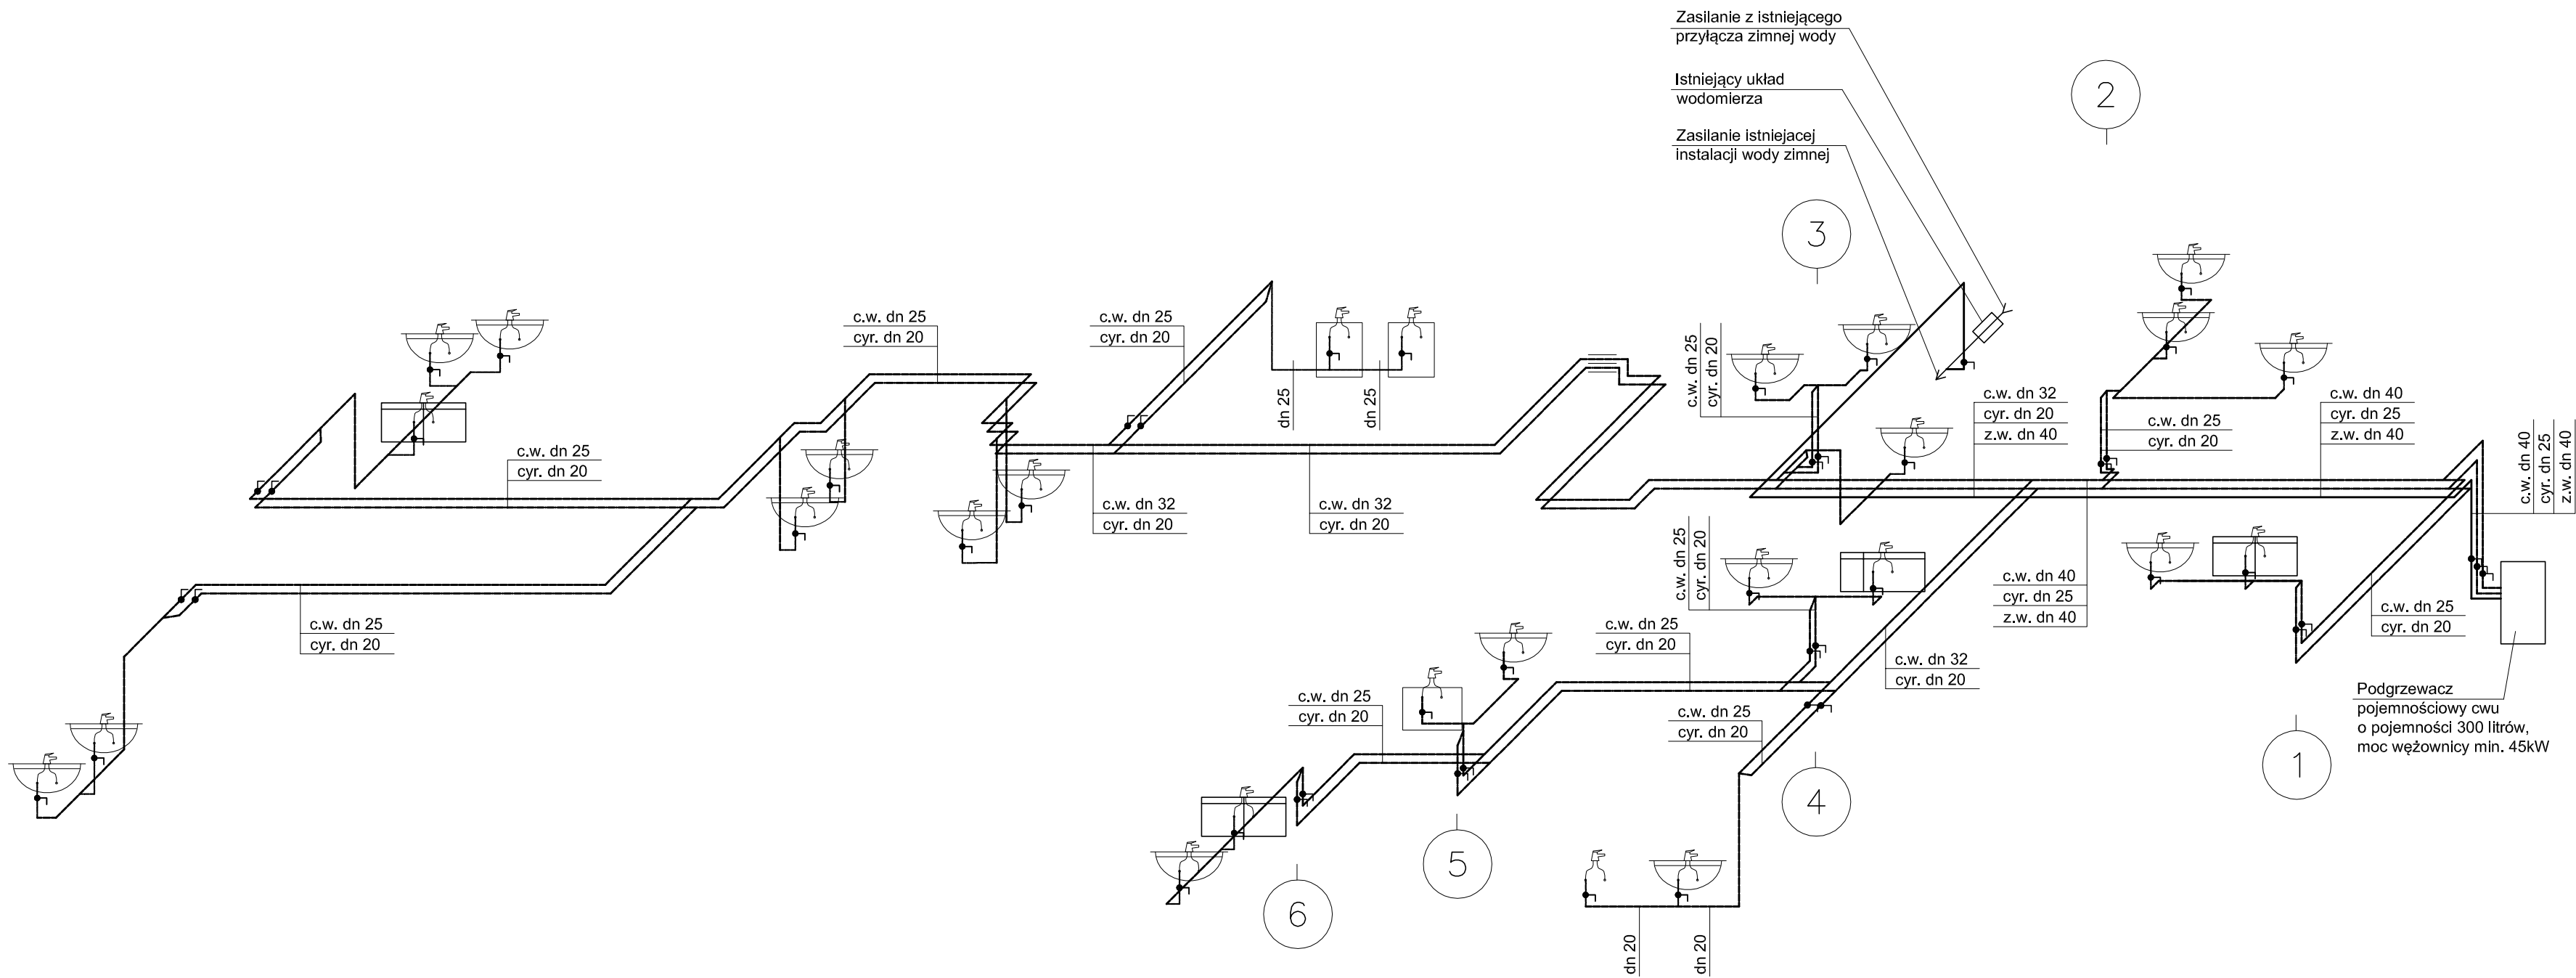 Zasilanie z istniejącego
przyłącza zimnej wody
Istniejący układ
wodomierza
Zasilanie istniejacej
instalacji wody zimnej
2
3
c.w. dn 25
cyr. dn 20
c.w. dn 25
cyr. dn 20
dn 25
dn 25
c.w. dn 25
cyr. dn 20
c.w. dn 32
cyr. dn 20
z.w. dn 40
c.w. dn 25
cyr. dn 20
c.w. dn 40
cyr. dn 25
z.w. dn 40
c.w. dn 40
cyr. dn 25
z.w. dn 40
c.w. dn 25
cyr. dn 20
c.w. dn 32
cyr. dn 20
c.w. dn 32
cyr. dn 20
c.w. dn 25
cyr. dn 20
c.w. dn 40
cyr. dn 25
z.w. dn 40
c.w. dn 25
cyr. dn 20
c.w. dn 25
cyr. dn 20
c.w. dn 25
cyr. dn 20
c.w. dn 32
cyr. dn 20
c.w. dn 25
cyr. dn 20
c.w. dn 25
cyr. dn 20
Podgrzewacz
pojemnościowy cwu
o pojemności 300 litrów,
moc wężownicy min. 45kW
1
4
5
6
dn 20
dn 20